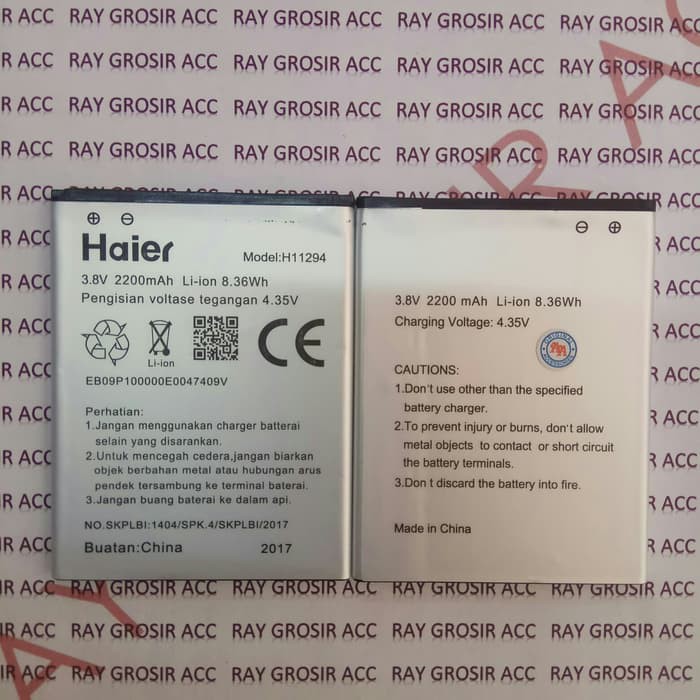 RAY GROSIR ACC
Haier
Model:H11294
3.8V 2200mAh Li-ion 8.36Wh
Pengisian voltase tegangan 4.35V
Li-ion
CE
EB09P100000E0047409V
Perhatian:
1.Jangan menggunakan charger batterai
selain yang disarankan.
2.Untuk mencegah cedera,jangan biarkan
objek berbahan metal atau hubungan arus
pendek tersambung ke terminal baterai.
3.Jangan buang baterai ke dalam api.
NO.SKPLBI:1404/SPK.4/SKPLBI/2017
Buatan:China 2017
3.8V 2200 mAh Li-ion 8.36Wh
Charging Voltage: 4.35V
CAUTIONS:
1.Don't use other than the specified
battery charger.
2.To prevent injury or burns, don't allow
metal objects to contact or short circuit
the battery terminals.
3.Don t discard the battery into fire.
Made in China